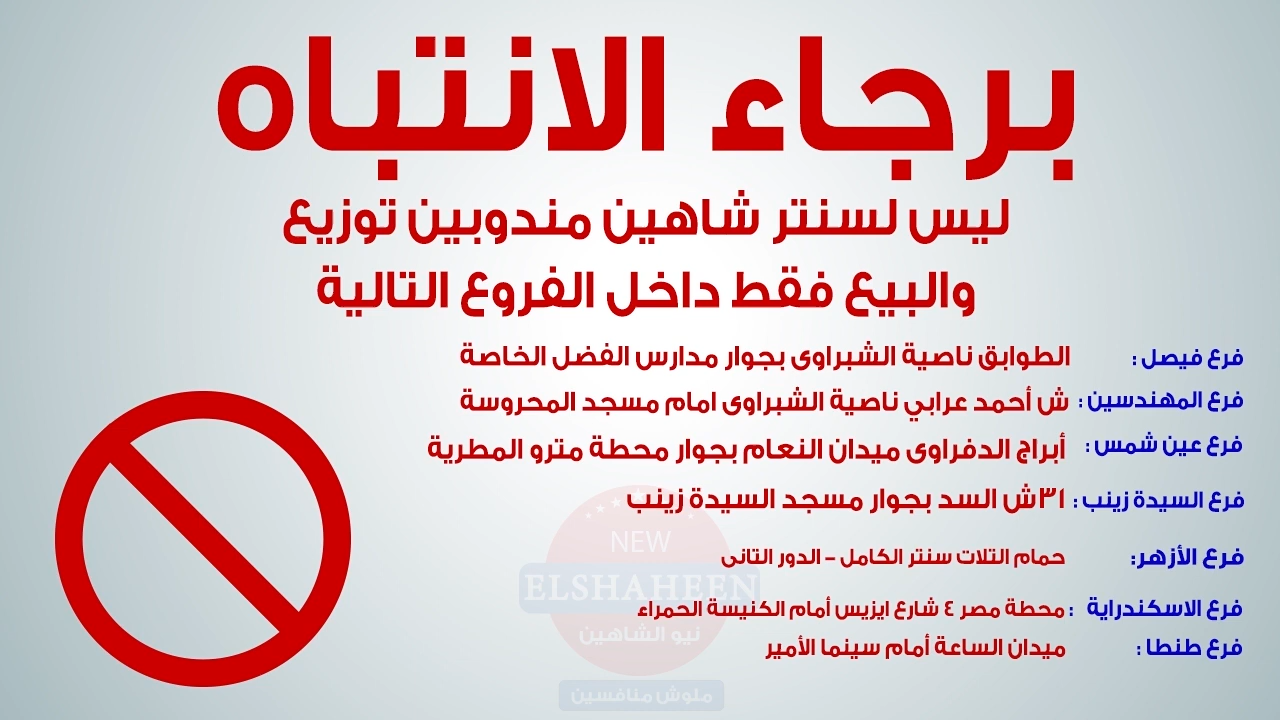 برجاء الانتباه
ليس لسنتر شاهين مندوبين توزيع
والبيع فقط داخل الفروع التالية
فرع فيصل : الطوابق ناصية الشبراوى بجوار مدارس الفضل الخاصة
فرع المهندسين : ش أحمد عرابي ناصية الشبراوى امام مسجد المحروسة
فرع عين شمس : أبراج الدفراوى ميدان النعام بجوار محطة مترو المطرية
فرع السيدة زينب : ٣١ش السد بجوار مسجد السيدة زينب
فرع الأزهر: حمام التلات سنتر الكامل – الدور الثانى
فرع الاسكندراية : محطة مصر ٤ شارع ايزيس أمام الكنيسة الحمراء
فرع طنطا : ميدان الساعة أمام سينما الأمير
NEW
ELSHAHEEN
نيو الشاهين
ملوش منافسين